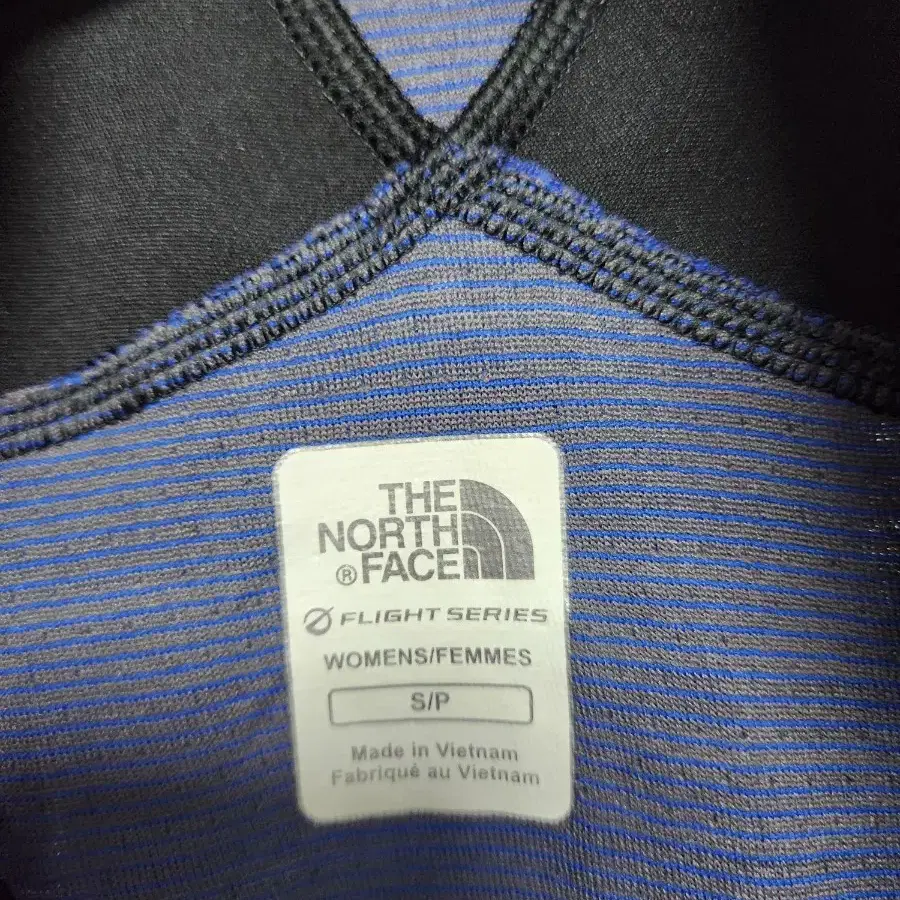 THE
NORTH
® FACE
FLIGHT SERIES
WOMENS/FEMMES
S/P
Made in Vietnam
Fabriqué au Vietnam